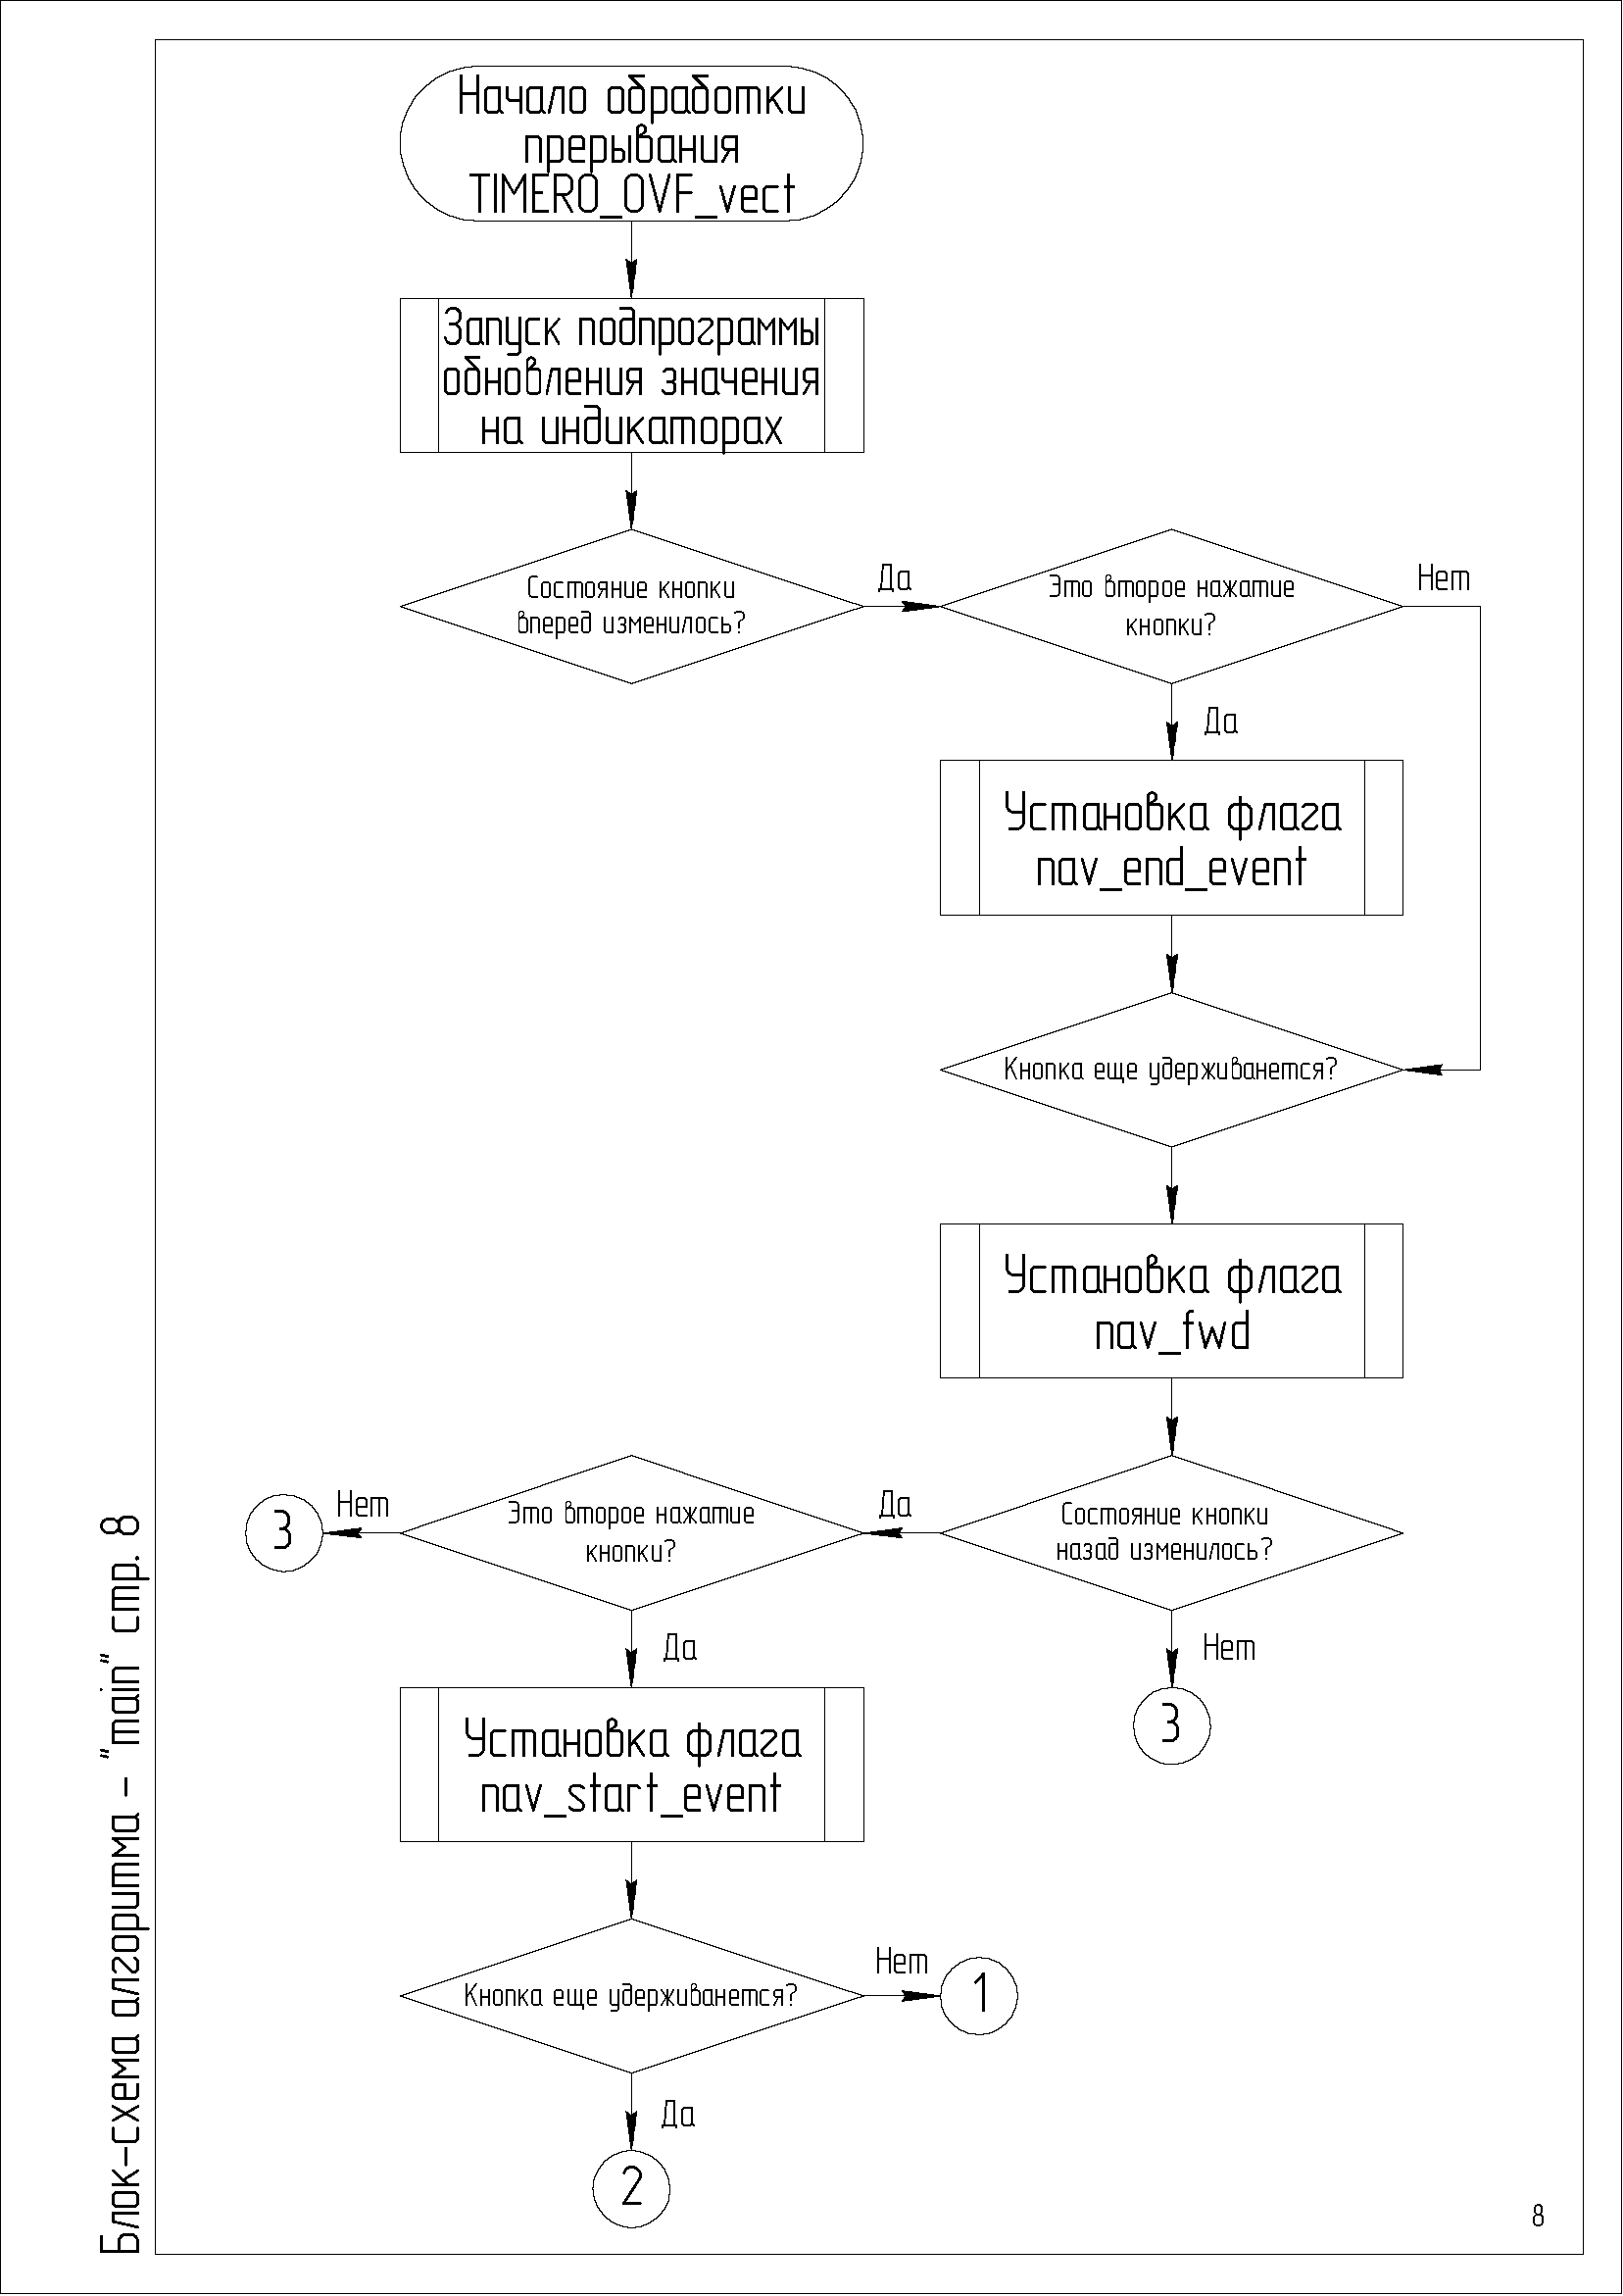 Начало обработки
прерывания
TIMER0_OVF_vect
Запуск подпрограммы
обновления значения
на индикаторах
Состояние кнопки
вперед изменилось?
Да
Это второе нажатие
кнопки?
Нет
Да
Установка флага
nav_end_event
Кнопка еще удерживанется?
Установка флага
nav_fwd
Состояние кнопки
назад изменилось?
Да
Это второе нажатие
кнопки?
Нет
3
Нет
3
Да
Установка флага
nav_start_event
Кнопка еще удерживанется?
Нет
1
Да
2
Блок-схема алгоритма - "main" стр. 8
8